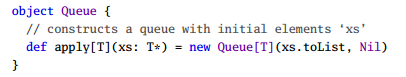 object Queue {
  // constructs a queue with initial elements ‘xs’
  def apply[T](xs: T*) = new Queue[T](xs.toList, Nil)
}